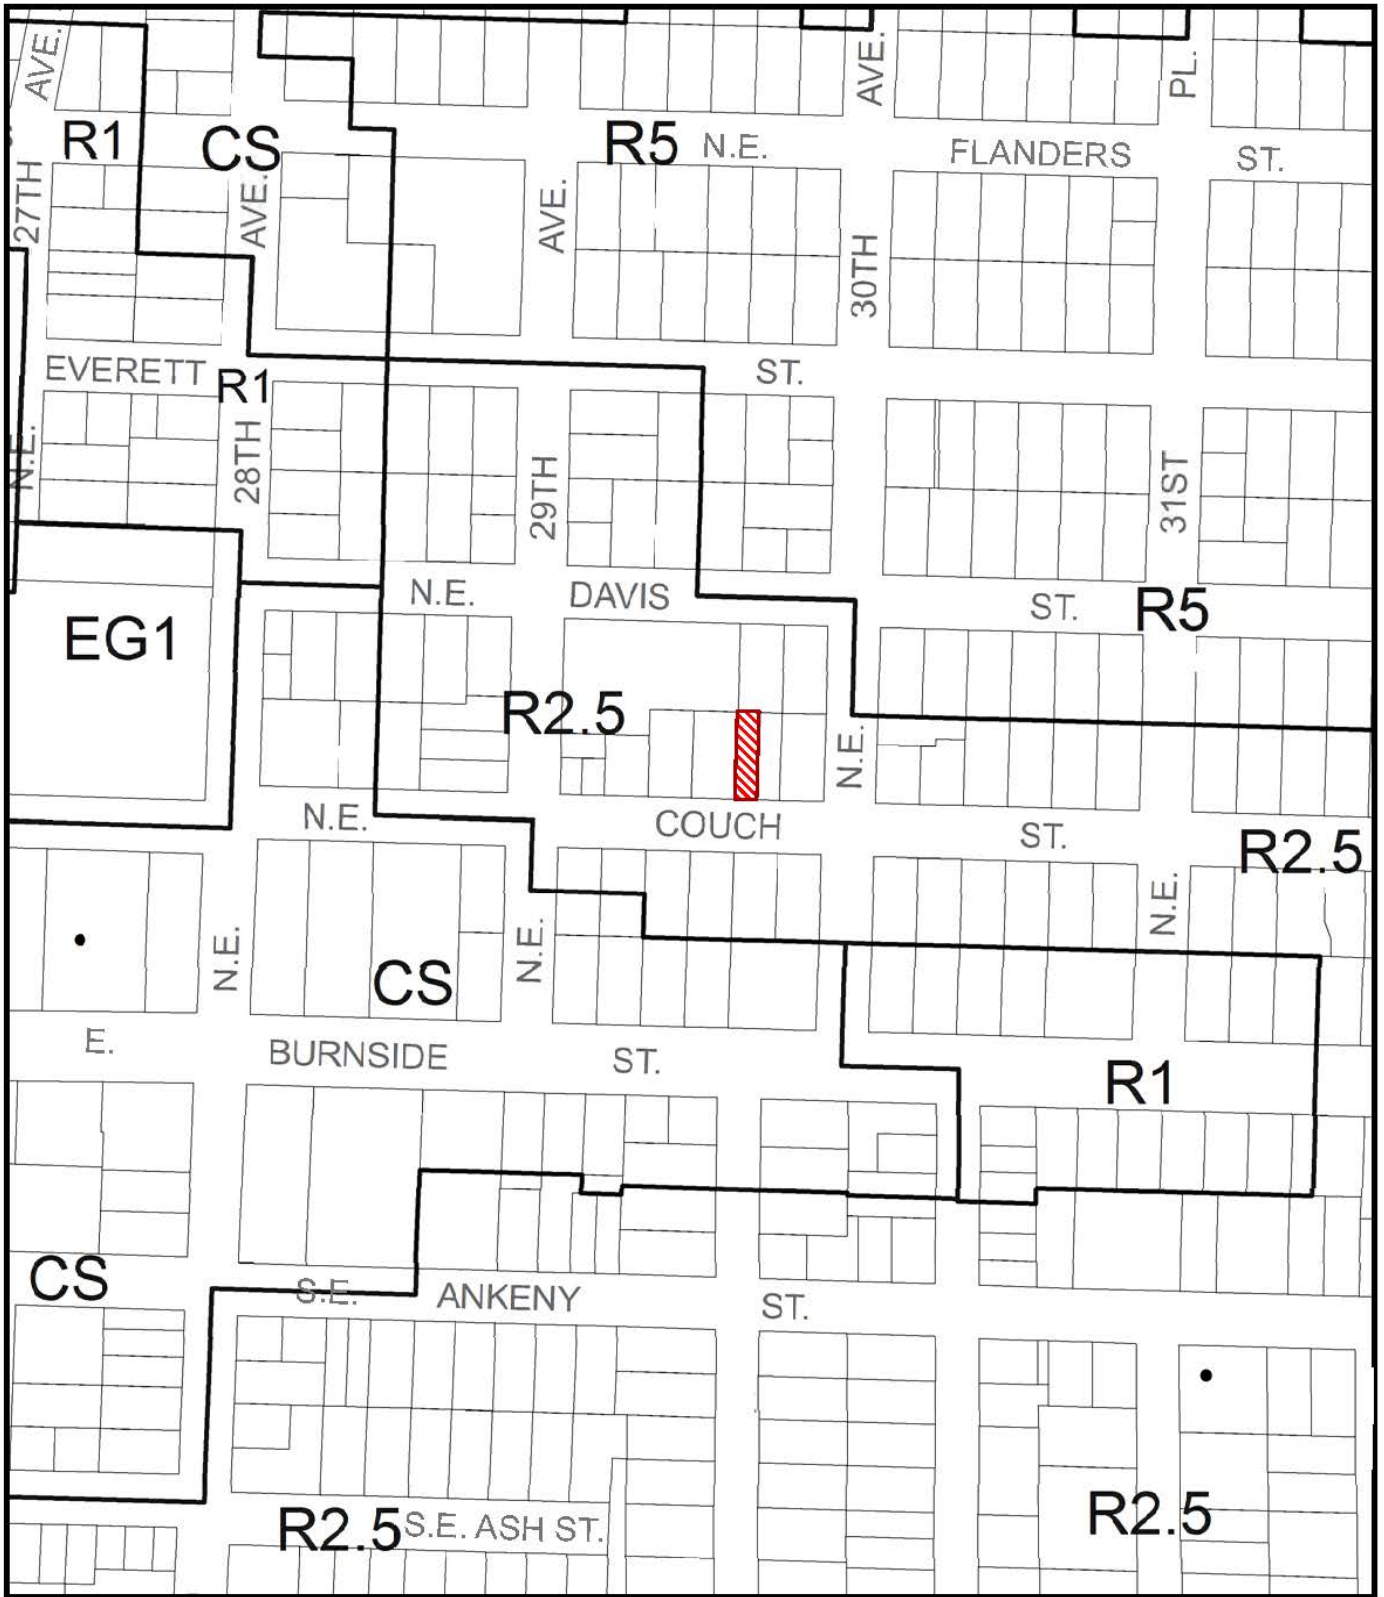 AVE.
AVE.
PL.
R1
CS
R5
N.E.
FLANDERS
ST.
27TH
AVE.
AVE.
30TH
EVERETT
R1
ST.
N.E.
28TH
29TH
31ST
N.E.
DAVIS
ST.
R5
EG1
R2.5
N.E.
N.E.
COUCH
ST.
R2.5
N.E.
N.E.
N.E.
CS
E.
BURNSIDE
ST.
R1
CS
S.E.
ANKENY
ST.
R2.5
S.E. ASH ST.
R2.5